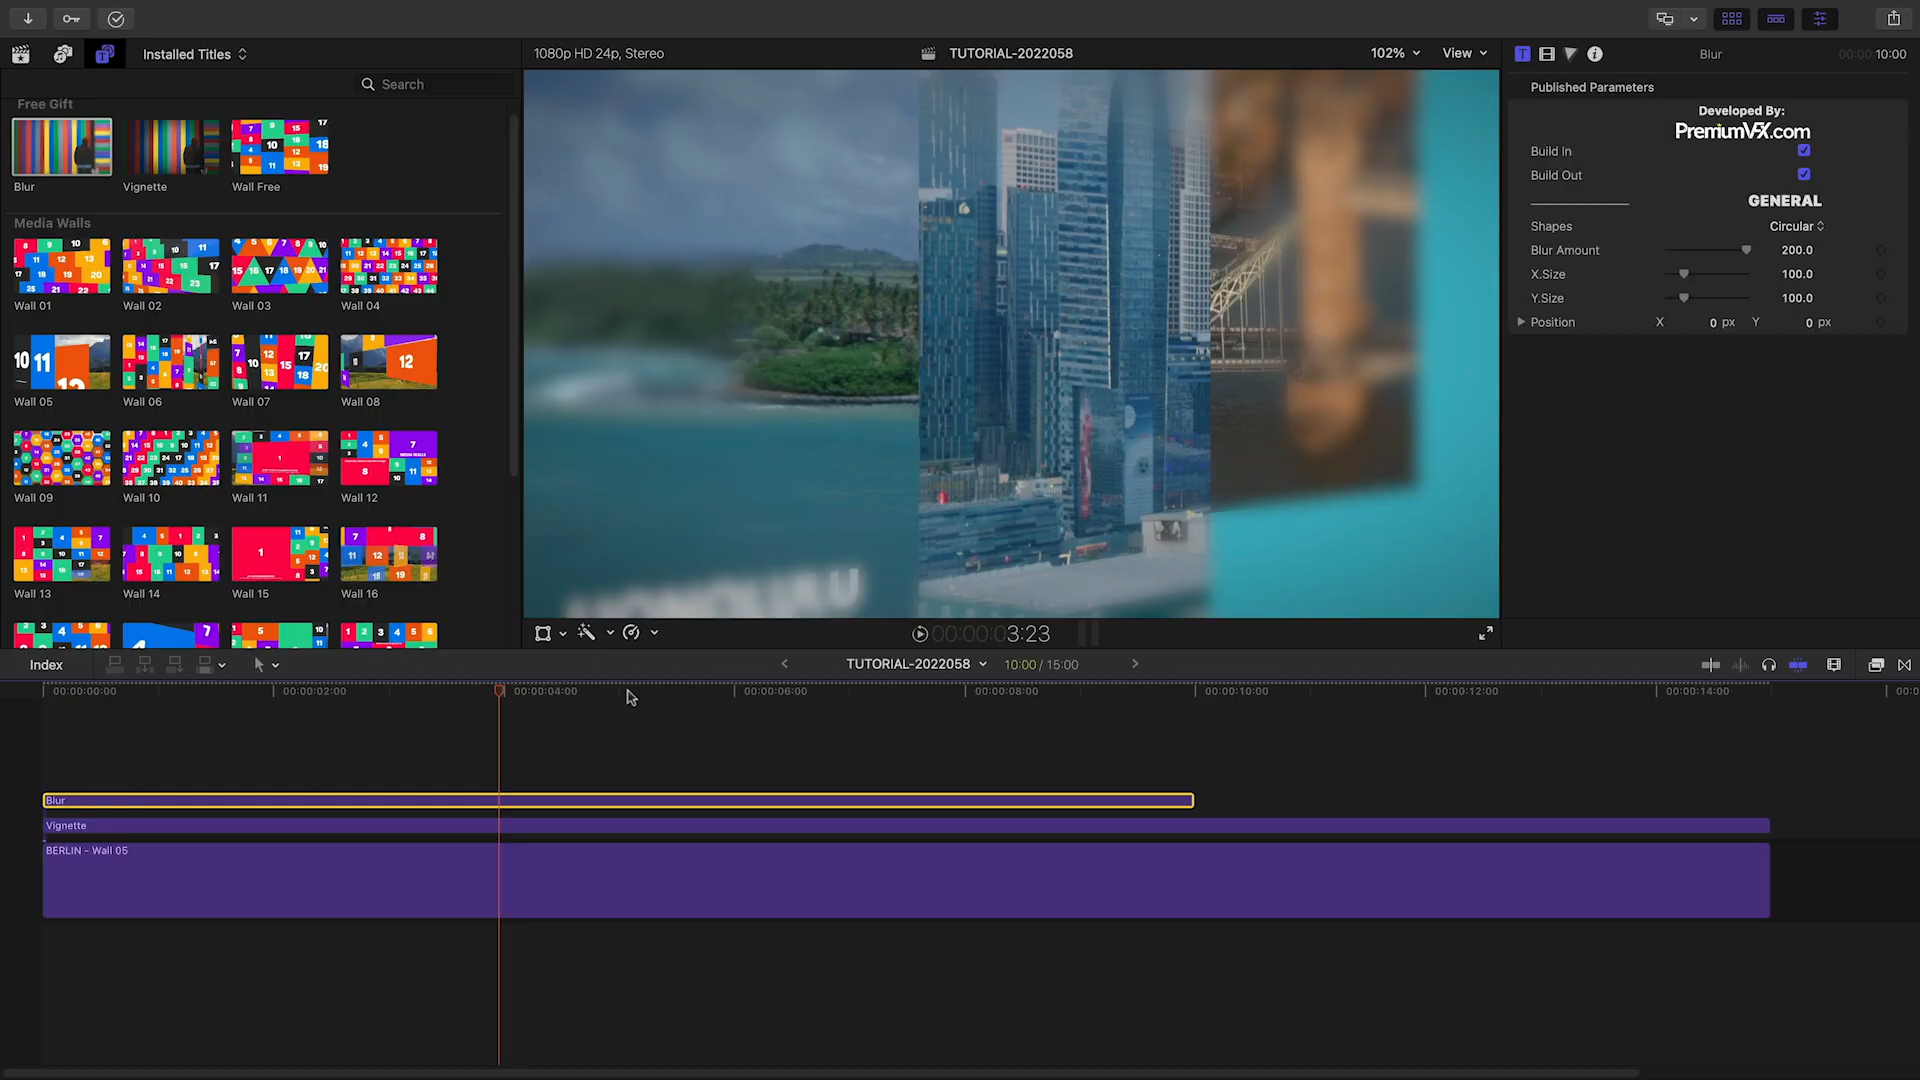 Installed Titles
1080p HD 24p, Stereo
TUTORIAL-2022058
102%
View
Blur
00:00:10:00
Search
Published Parameters
Free Gift
Developed By:
PremiumVX.com
Build In
Build Out
GENERAL
Shapes
Circular
Blur Amount
200.0
X.Size
100.0
Y.Size
100.0
Position
X
0 px
Y
0 px
Blur
Vignette
Wall Free
Media Walls
Wall 01
Wall 02
Wall 03
Wall 04
Wall 05
Wall 06
Wall 07
Wall 08
Wall 09
Wall 10
Wall 11
Wall 12
Wall 13
Wall 14
Wall 15
Wall 16
HONOLULU
00:00:03:23
Index
TUTORIAL-2022058
10:00 / 15:00
00:00:00:00
00:00:02:00
00:00:04:00
00:00:06:00
00:00:08:00
00:00:10:00
00:00:12:00
00:00:14:00
Blur
Vignette
BERLIN - Wall 05